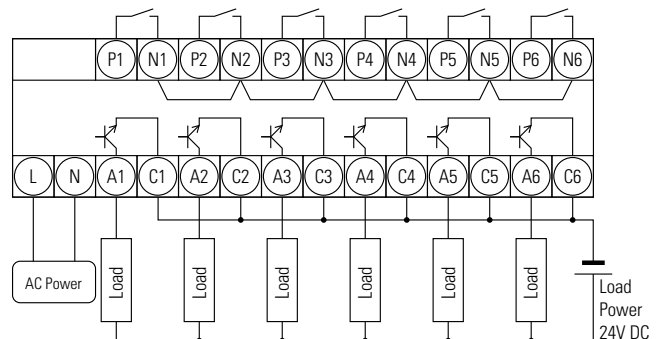 P1 N1 P2 N2 P3 N3 P4 N4 P5 N5 P6 N6
L N A1 C1 A2 C2 A3 C3 A4 C4 A5 C5 A6 C6
AC Power
Load
Load
Load
Load
Load
Load
Load
Power
24V DC